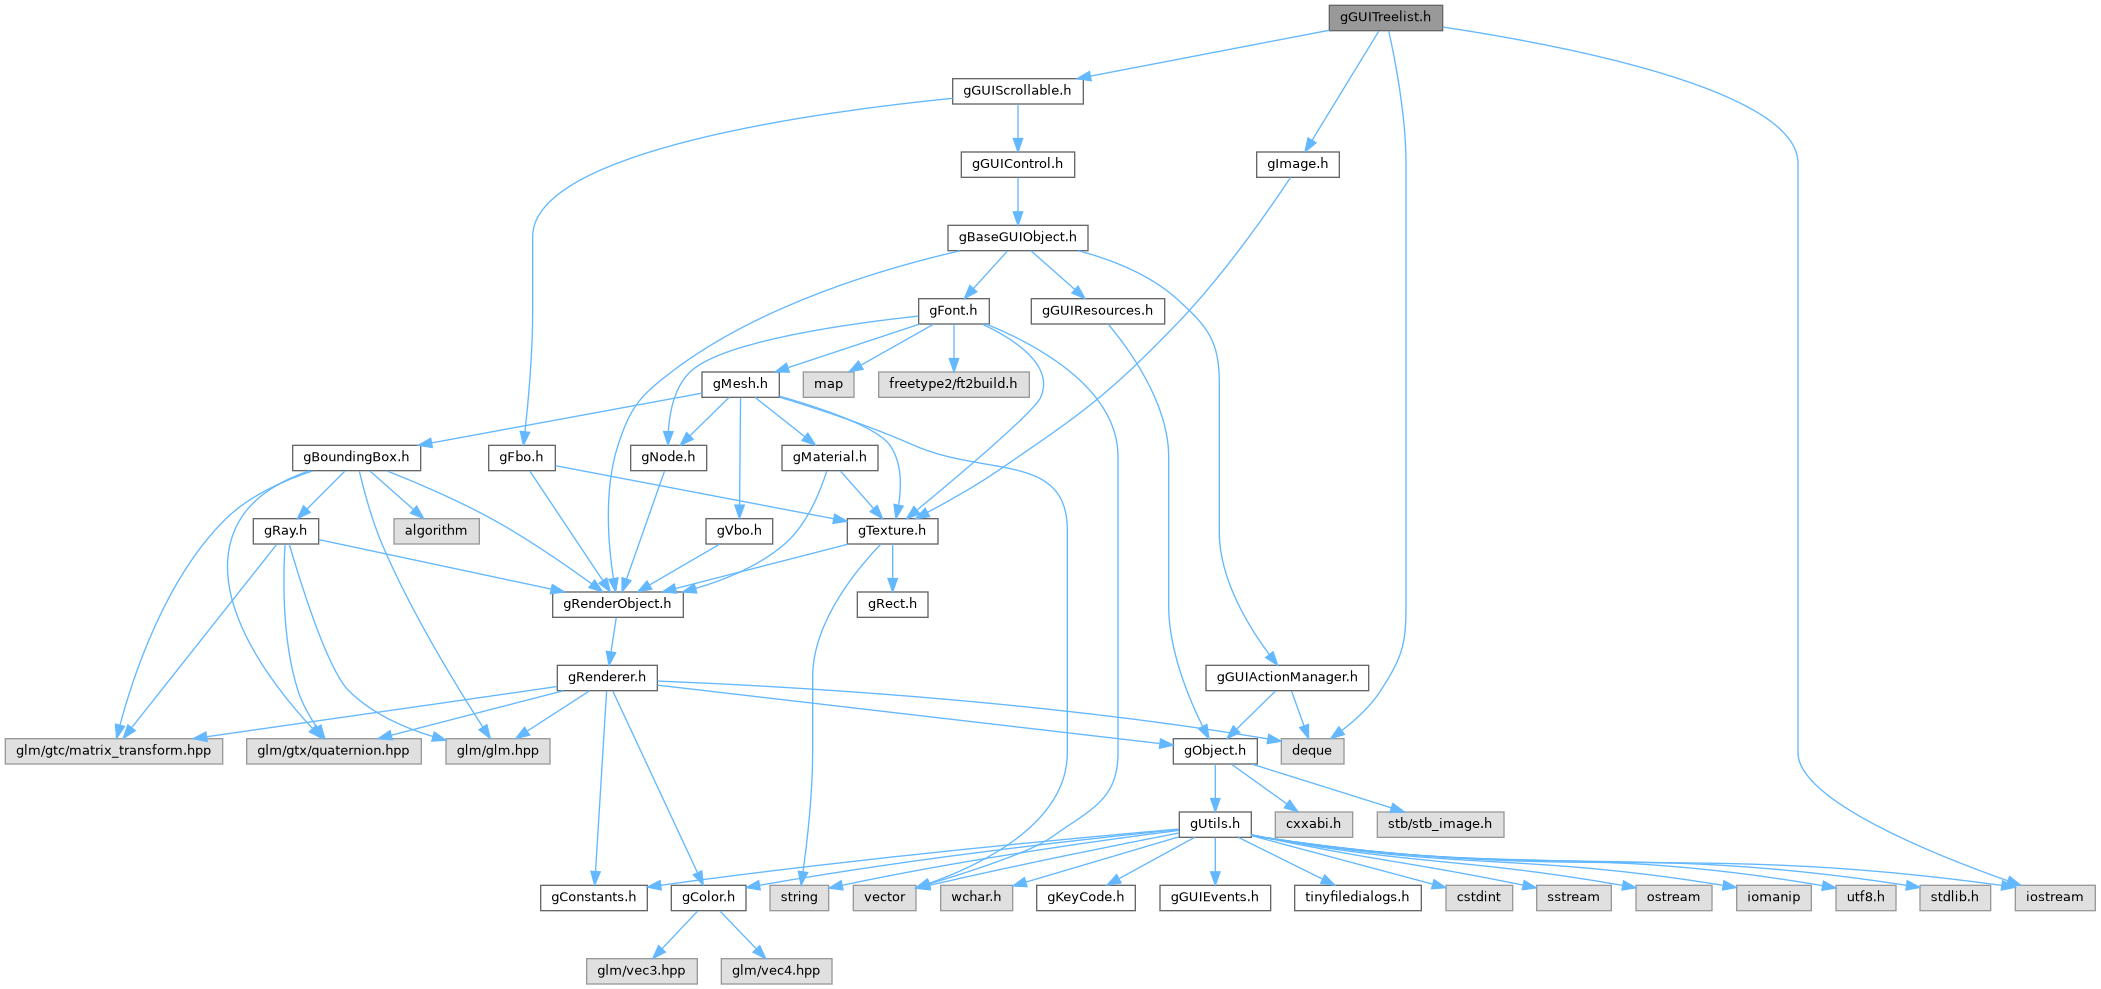 gGUITreelist.h
gGUIScrollable.h
gGUIControl.h
gImage.h
gBaseGUIObject.h
gFont.h
gGUIResources.h
gMesh.h
map
freetype2/ft2build.h
gBoundingBox.h
gFbo.h
gNode.h
gMaterial.h
gRay.h
algorithm
gVbo.h
gTexture.h
gRenderObject.h
gRect.h
gRenderer.h
gGUIActionManager.h
glm/gtc/matrix_transform.hpp
glm/gtx/quaternion.hpp
glm/glm.hpp
gObject.h
deque
gUtils.h
cxxabi.h
stb/stb_image.h
gConstants.h
gColor.h
string
vector
wchar.h
gKeyCode.h
gGUIEvents.h
tinyfiledialogs.h
cstdint
sstream
ostream
iomanip
utf8.h
stdlib.h
iostream
glm/vec3.hpp
glm/vec4.hpp